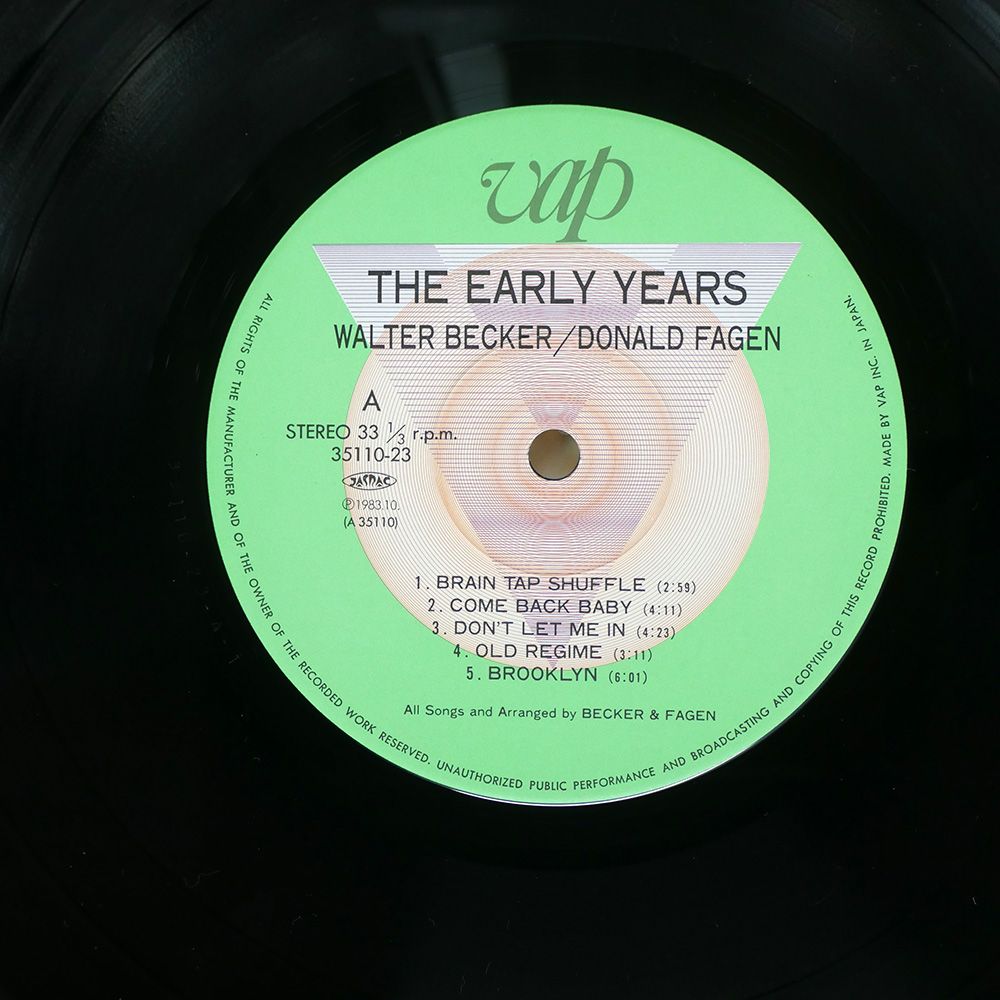 vap
THE EARLY YEARS
WALTER BECKER/DONALD FAGEN
A
STEREO 33 1/3 r.p.m.
35110-23
JASRAC
Ⓟ1983.10.
(A 35110)
1. BRAIN TAP SHUFFLE (2:59)
2. COME BACK BABY (4:11)
3. DON'T LET ME IN (4:23)
4. OLD REGIME (3:11)
5. BROOKLYN (6:01)
All Songs and Arranged by BECKER & FAGEN
ALL RIGHTS OF THE MANUFACTURER AND OF THE OWNER OF THE RECORDED WORK RESERVED. UNAUTHORIZED PUBLIC PERFORMANCE AND BROADCASTING AND COPYING OF THIS RECORD PROHIBITED. MADE BY VAP INC. IN JAPAN.